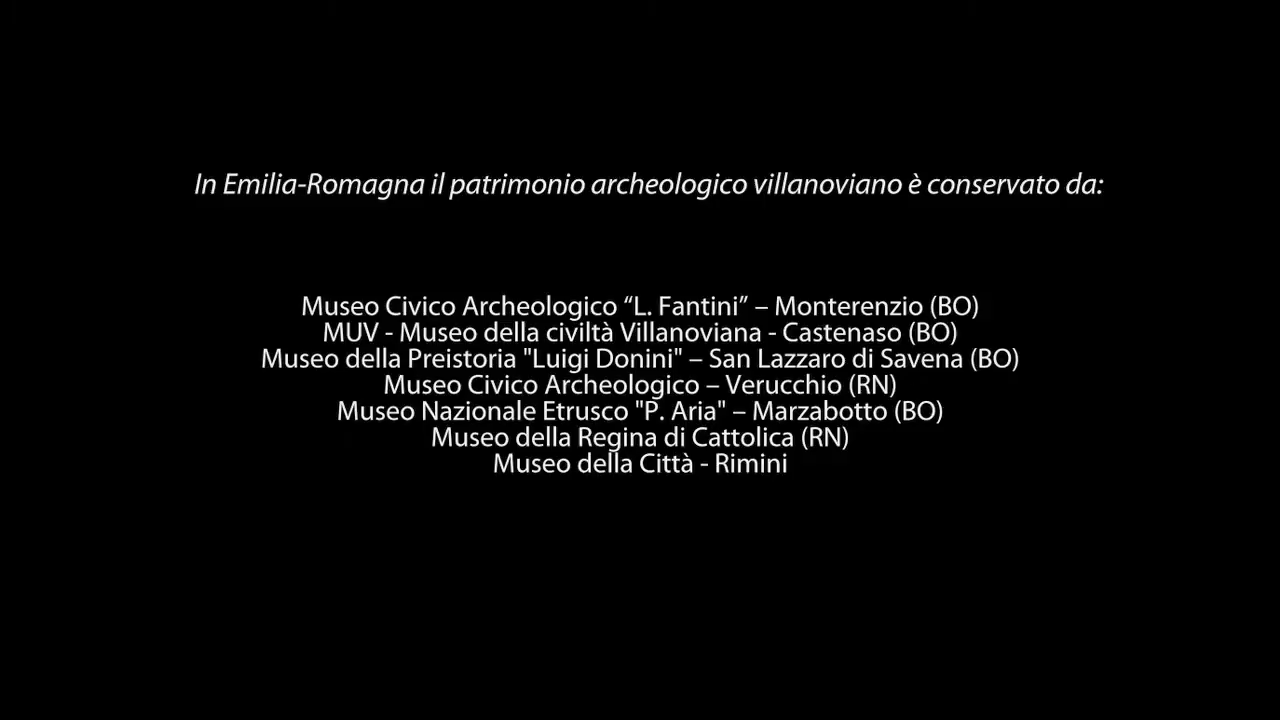 In Emilia-Romagna il patrimonio archeologico villanoviano è conservato da:
Museo Civico Archeologico “L. Fantini” – Monterenzio (BO)
MUV - Museo della civiltà Villanoviana - Castenaso (BO)
Museo della Preistoria "Luigi Donini" – San Lazzaro di Savena (BO)
Museo Civico Archeologico – Verucchio (RN)
Museo Nazionale Etrusco "P. Aria" – Marzabotto (BO)
Museo della Regina di Cattolica (RN)
Museo della Città - Rimini